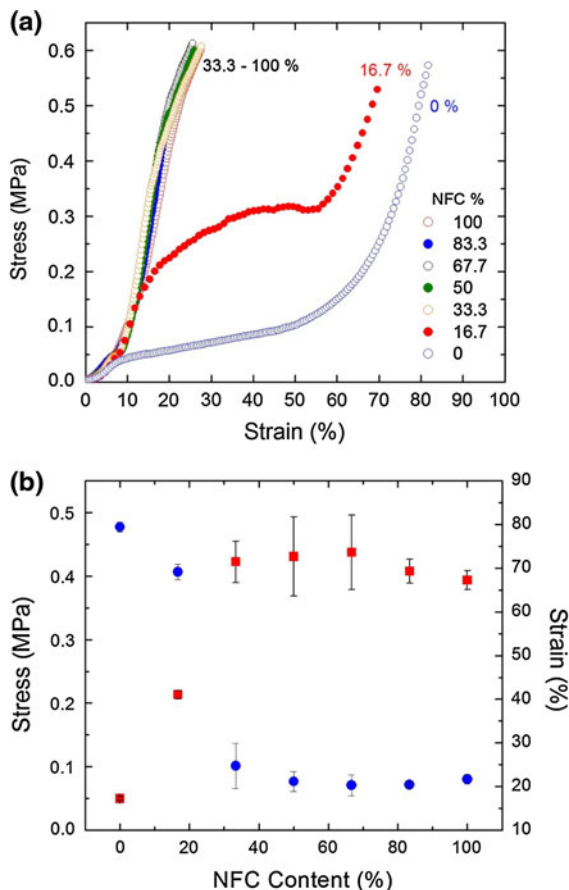 (a)
0.6
0.5
0.4
0.3
0.2
0.1
0.0
Stress (MPa)
33.3 - 100 %
16.7 %
0 %
NFC %
100
83.3
67.7
50
33.3
16.7
0
0 10 20 30 40 50 60 70 80 90 100
Strain (%)
(b)
0.5
0.4
0.3
0.2
0.1
0.0
Stress (MPa)
90
80
70
60
50
40
30
20
10
Strain (%)
0 20 40 60 80 100
NFC Content (%)